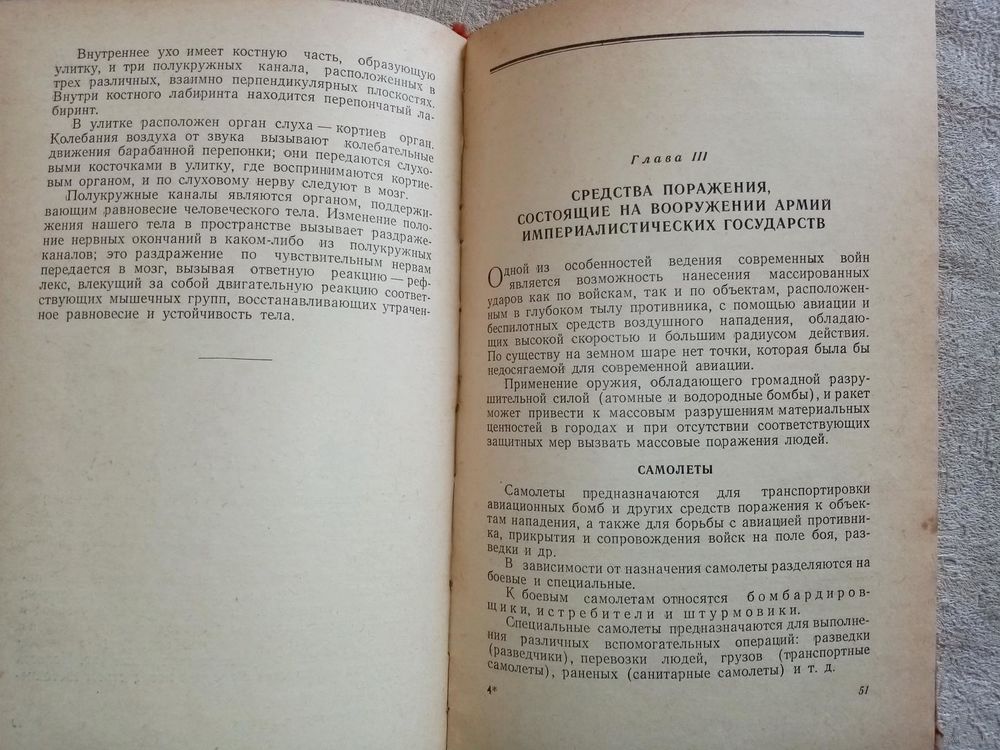 Внутреннее ухо имеет костную часть, образующую
улитку, и три полукружных канала, расположенных в
трех различных, взаимно перпендикулярных плоскостях.
Внутри костного лабиринта находится перепончатый ла-
биринт.
В улитке расположен орган слуха — кортиев орган.
Колебания воздуха от звука вызывают колебательные
движения барабанной перепонки; они передаются слухо-
выми косточками в улитку, где воспринимаются кортие-
вым органом, и по слуховому нерву следуют в мозг.
Полукружные каналы являются органом, поддержи-
вающим равновесие человеческого тела. Изменение поло-
жения нашего тела в пространстве вызывает раздраже-
ние нервных окончаний в каком-либо из полукружных
каналов; это раздражение по чувствительным нервам
передается в мозг, вызывая ответную реакцию — реф-
лекс, влекущий за собой двигательную реакцию соответ-
ствующих мышечных групп, восстанавливающих утрачен-
ное равновесие и устойчивость тела.
Глава III
СРЕДСТВА ПОРАЖЕНИЯ,
СОСТОЯЩИЕ НА ВООРУЖЕНИИ АРМИЙ
ИМПЕРИАЛИСТИЧЕСКИХ ГОСУДАРСТВ
Одной из особенностей ведения современных войн
является возможность нанесения массированных
ударов как по войскам, так и по объектам, расположен-
ным в глубоком тылу противника, с помощью авиации и
беспилотных средств воздушного нападения, обладаю-
щих высокой скоростью и большим радиусом действия.
По существу на земном шаре нет точки, которая была бы
недосягаемой для современной авиации.
Применение оружия, обладающего громадной разру-
шительной силой (атомные и водородные бомбы), и ракет
может привести к массовым разрушениям материальных
ценностей в городах и при отсутствии соответствующих
защитных мер вызвать массовые поражения людей.
САМОЛЕТЫ
Самолеты предназначаются для транспортировки
авиационных бомб и других средств поражения к объек-
там нападения, а также для борьбы с авиацией противни-
ка, прикрытия и сопровождения войск на поле боя, раз-
ведки и др.
В зависимости от назначения самолеты разделяются на
боевые и специальные.
К боевым самолетам относятся бомбардиров-
щики, истребители и штурмовики.
Специальные самолеты предназначаются для выполне-
ния различных вспомогательных операций: разведки
(разведчики), перевозки людей, грузов (транспортные
самолеты), раненых (санитарные самолеты) и т. д.
4*
51